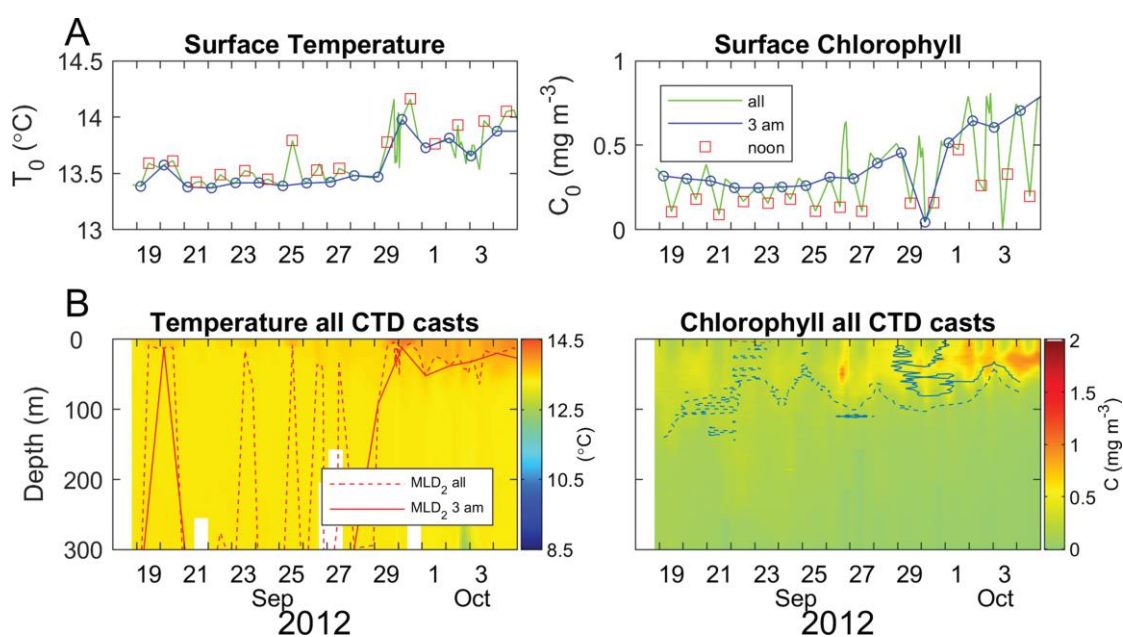 A
Surface Temperature
14.5
14
13.5
13
T0 (°C)
19 21 23 25 27 29 1 3
Surface Chlorophyll
1
0.5
0
C0 (mg m-3)
all
3 am
noon
19 21 23 25 27 29 1 3
B
Temperature all CTD casts
0
100
200
300
Depth (m)
MLD2 all
MLD2 3 am
14.5
12.5
10.5
8.5
(°C)
19 21 23 25 27 29 1 3
Sep Oct
2012
Chlorophyll all CTD casts
2
1.5
1
0.5
0
C (mg m-3)
19 21 23 25 27 29 1 3
Sep Oct
2012